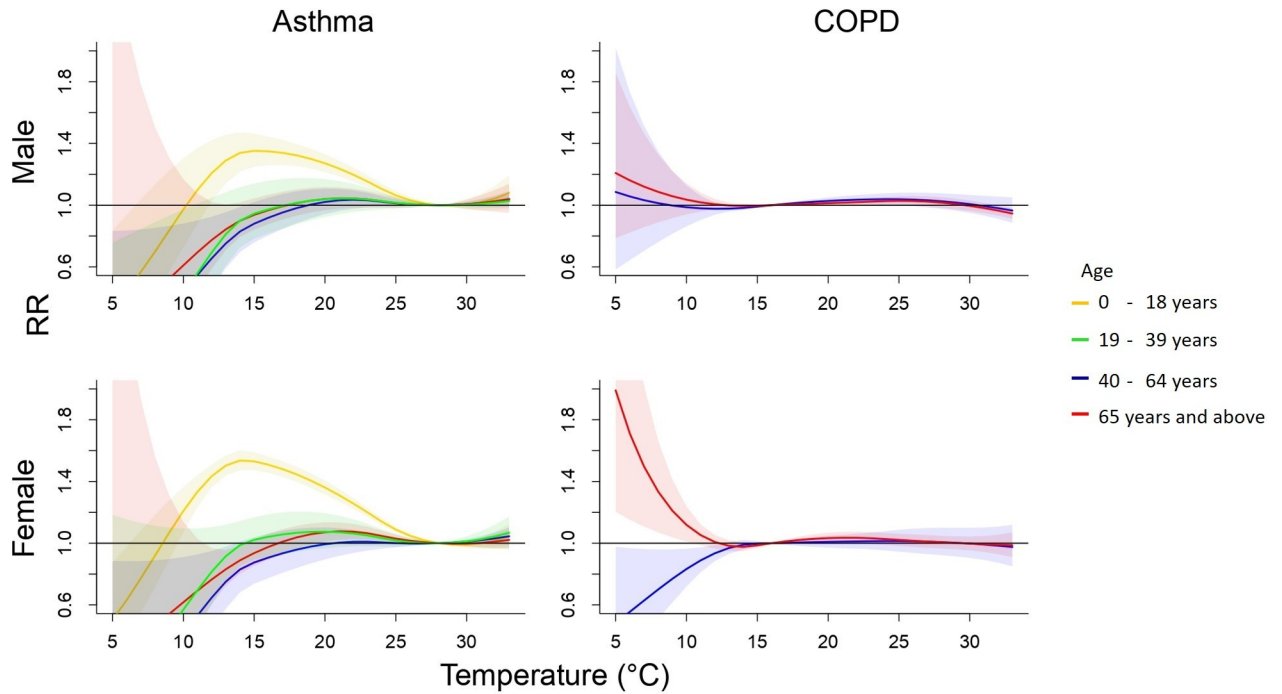 Asthma
COPD
Male
1.8
1.4
1.0
0.6
5 10 15 20 25 30
1.8
1.4
1.0
0.6
5 10 15 20 25 30
RR
Age
0 - 18 years
19 - 39 years
40 - 64 years
65 years and above
Female
1.8
1.4
1.0
0.6
5 10 15 20 25 30
1.8
1.4
1.0
0.6
5 10 15 20 25 30
Temperature (°C)